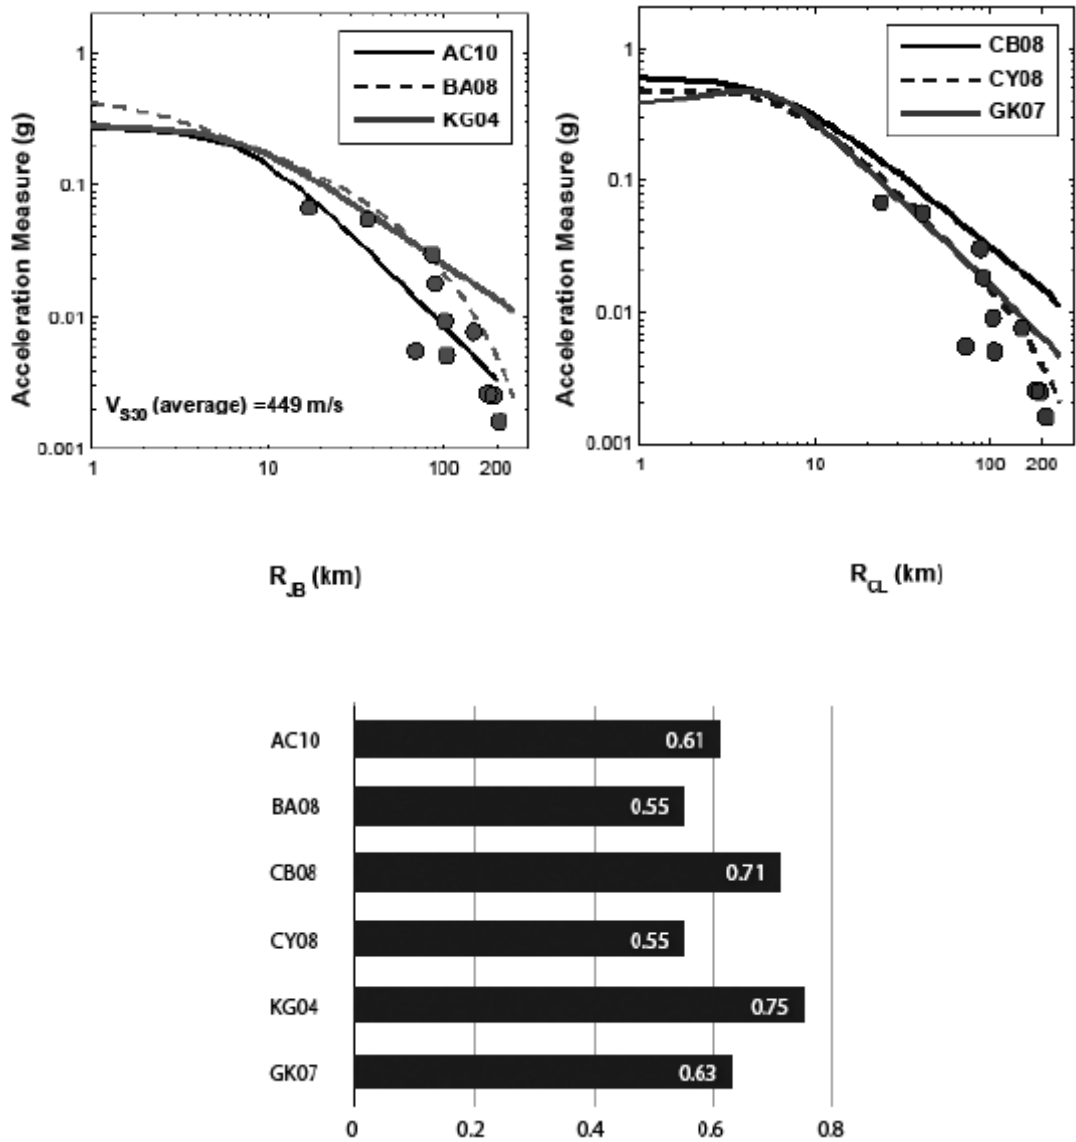 AC10
BA08
KG04
Acceleration Measure (g)
1
0.1
0.01
0.001
V_S30 (average) =449 m/s
1 10 100 200
R_JB (km)
CB08
CY08
GK07
Acceleration Measure (g)
1
0.1
0.01
0.001
1 10 100 200
R_CL (km)
AC10 0.61
BA08 0.55
CB08 0.71
CY08 0.55
KG04 0.75
GK07 0.63
0 0.2 0.4 0.6 0.8